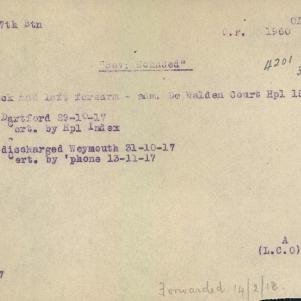 7th Btn
C.F. 1960
4201
"Sev: Wounded"
ck and left forearm - adm. De Walden Court Hpl 1
Dartford 29-10-17
ert. by Hpl Index
discharged Weymouth 31-10-17
ert. by 'phone 13-11-17
A
(L.C.O)
7
Forwarded 14/2/18.